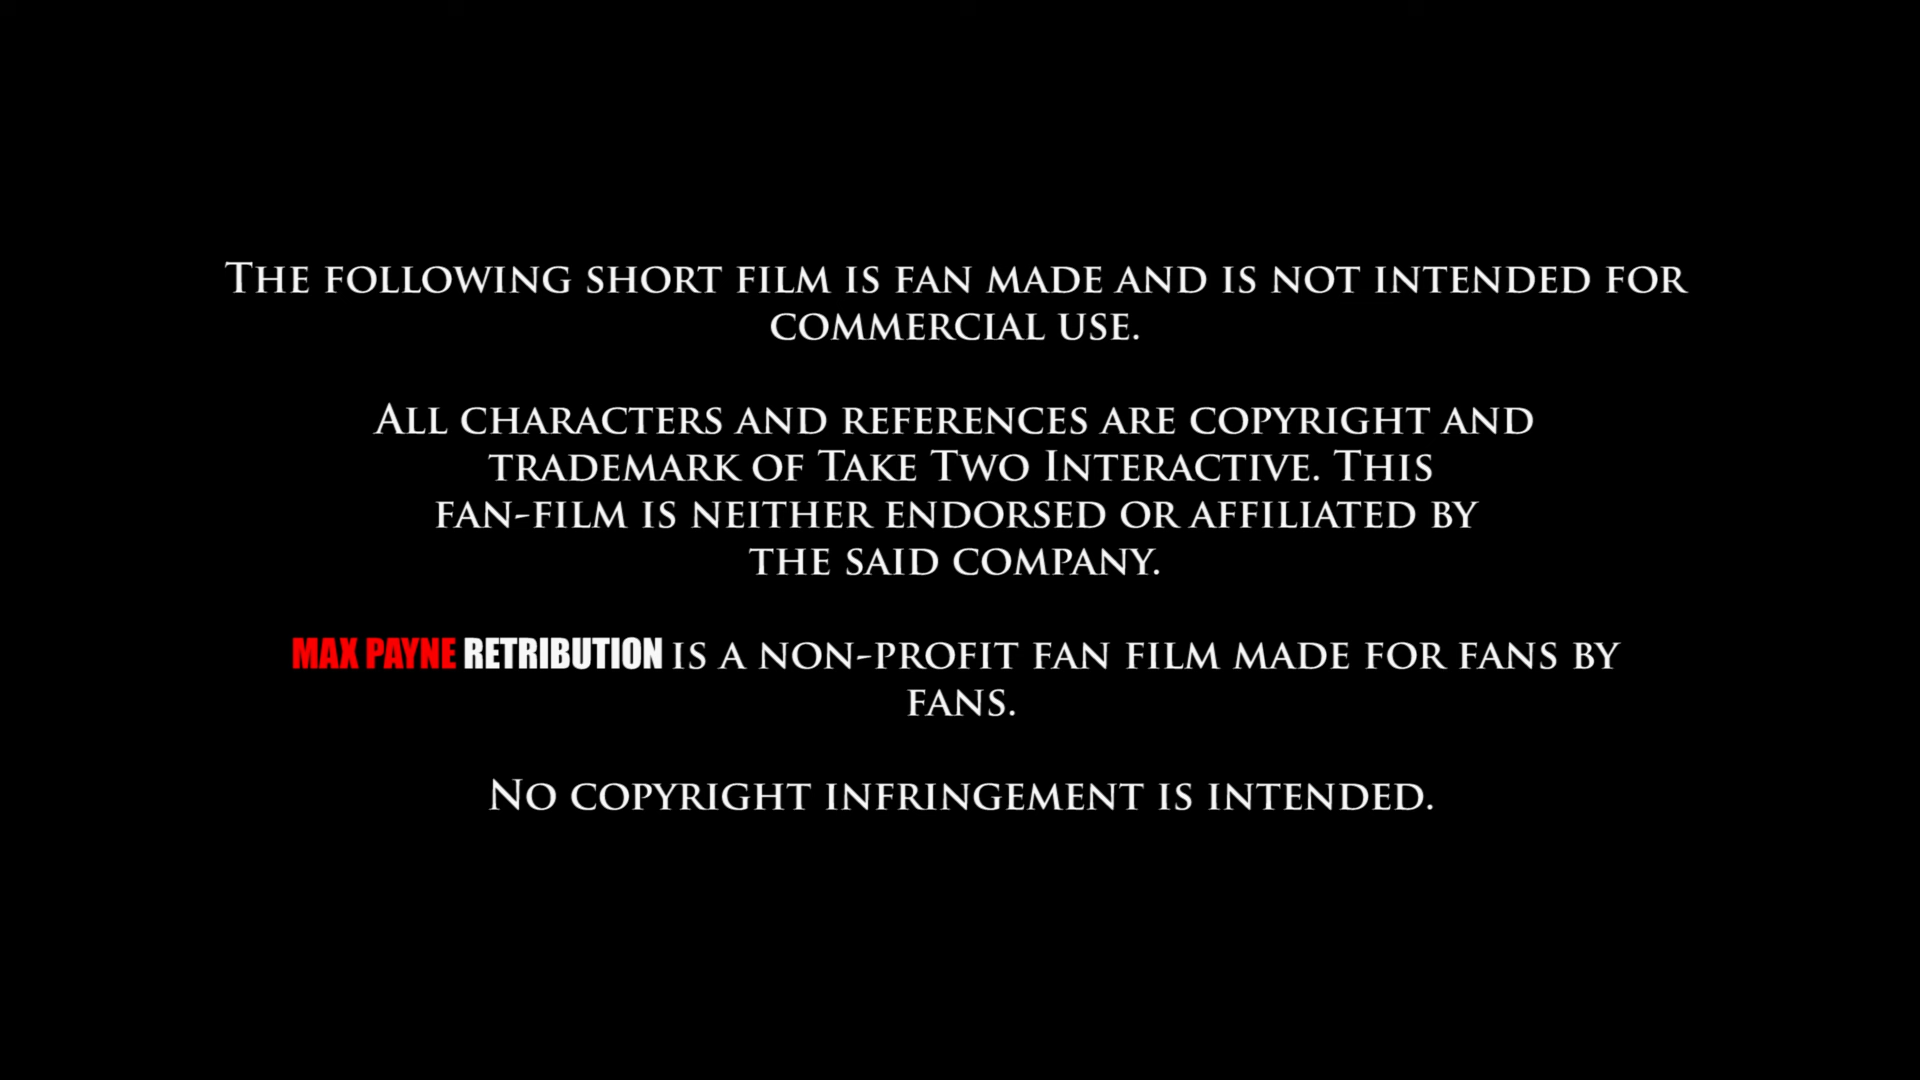 The following short film is fan made and is not intended for
commercial use.
All characters and references are copyright and
trademark of Take Two Interactive. This
fan-film is neither endorsed or affiliated by
the said company.
MAX PAYNE RETRIBUTION is a non-profit fan film made for fans by
fans.
No copyright infringement is intended.